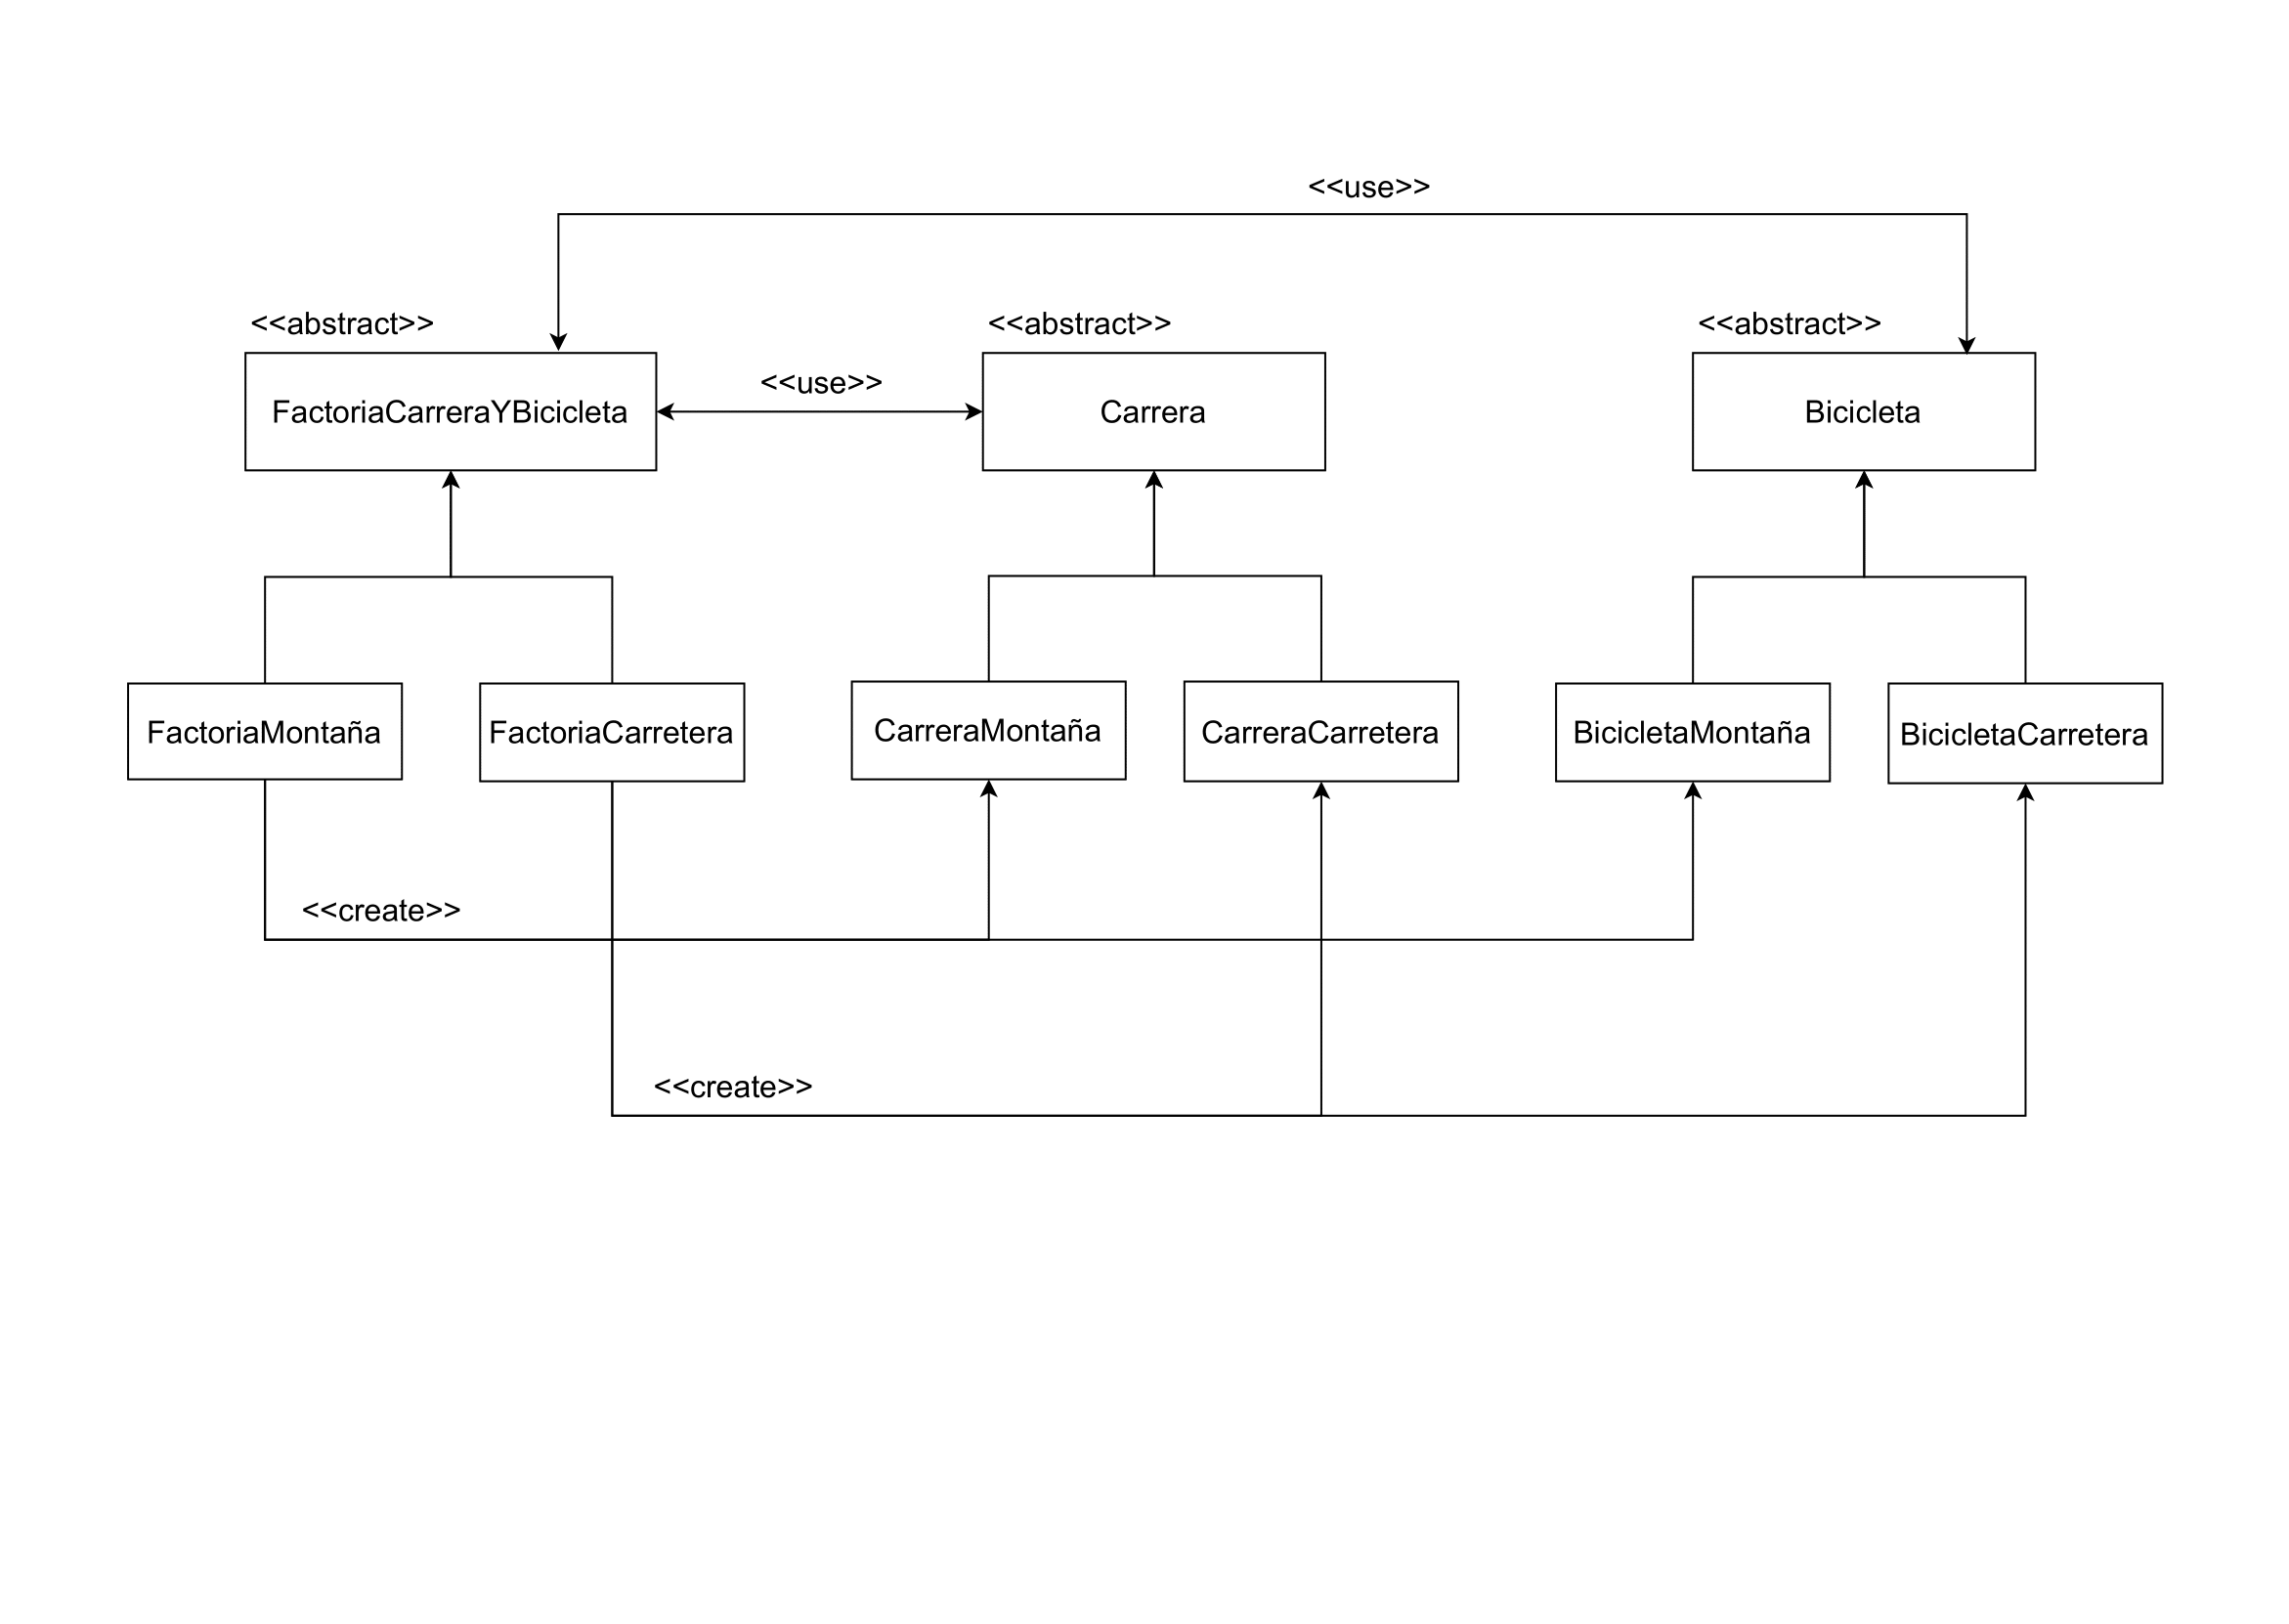 <<use>>
<<abstract>>
<<abstract>>
<<abstract>>
<<use>>
FactoriaCarreraYBicicleta
Carrera
Bicicleta
FactoriaMontaña
FactoriaCarretera
CarreraMontaña
CarreraCarretera
BicicletaMontaña
BicicletaCarretera
<<create>>
<<create>>